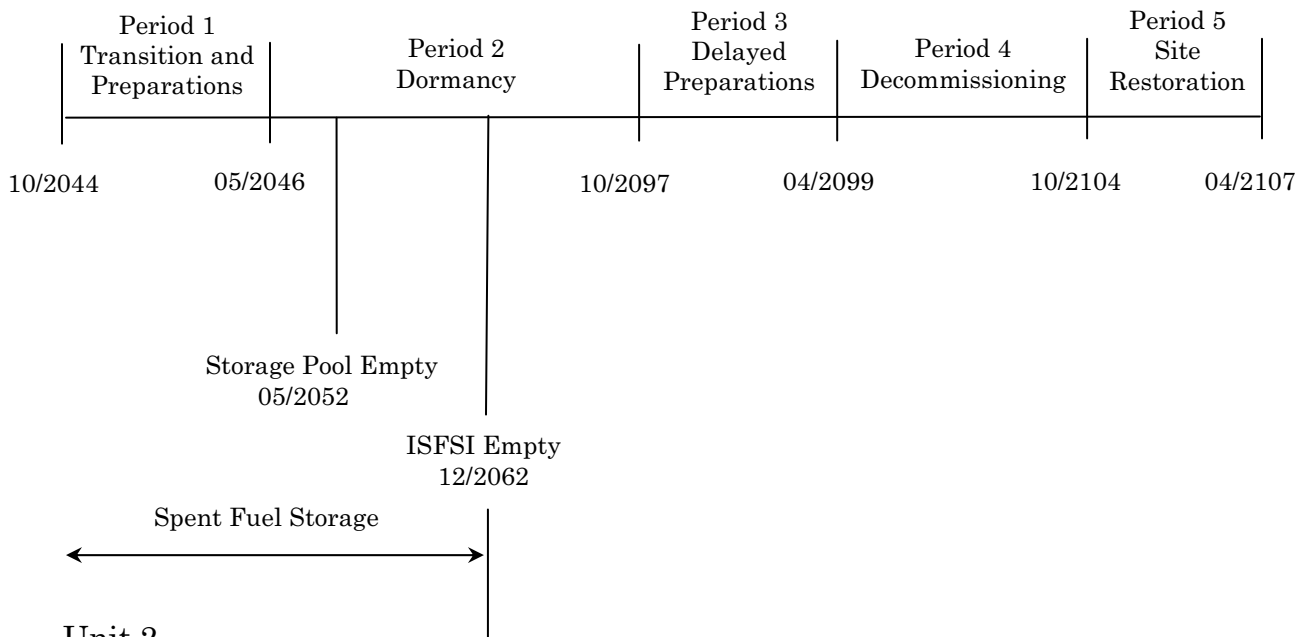 Period 1
Transition and
Preparations
Period 2
Dormancy
Period 3
Delayed
Preparations
Period 4
Decommissioning
Period 5
Site
Restoration
10/2044
05/2046
10/2097
04/2099
10/2104
04/2107
Storage Pool Empty
05/2052
ISFSI Empty
12/2062
Spent Fuel Storage
Unit 2